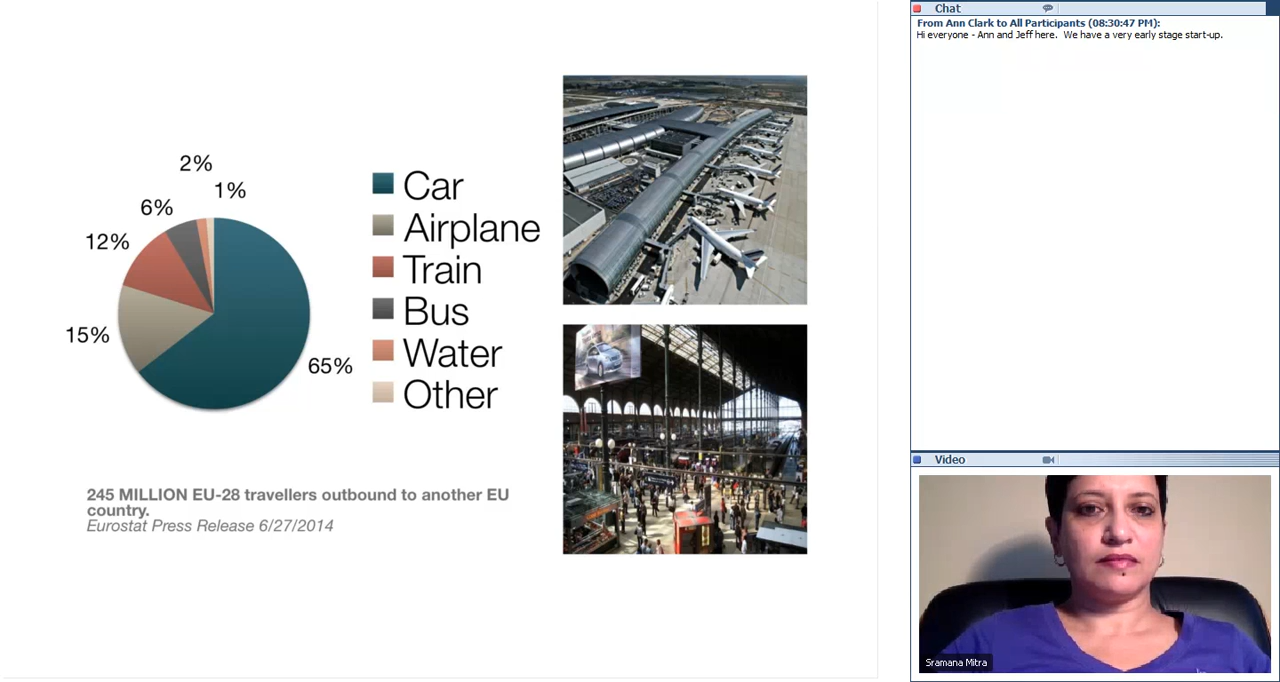 2%
1%
6%
12%
15%
65%
Car
Airplane
Train
Bus
Water
Other
245 MILLION EU-28 travellers outbound to another EU
country.
Eurostat Press Release 6/27/2014
Chat
From Ann Clark to All Participants (08:30:47 PM):
Hi everyone - Ann and Jeff here.  We have a very early stage start-up.
Video
Sramana Mitra